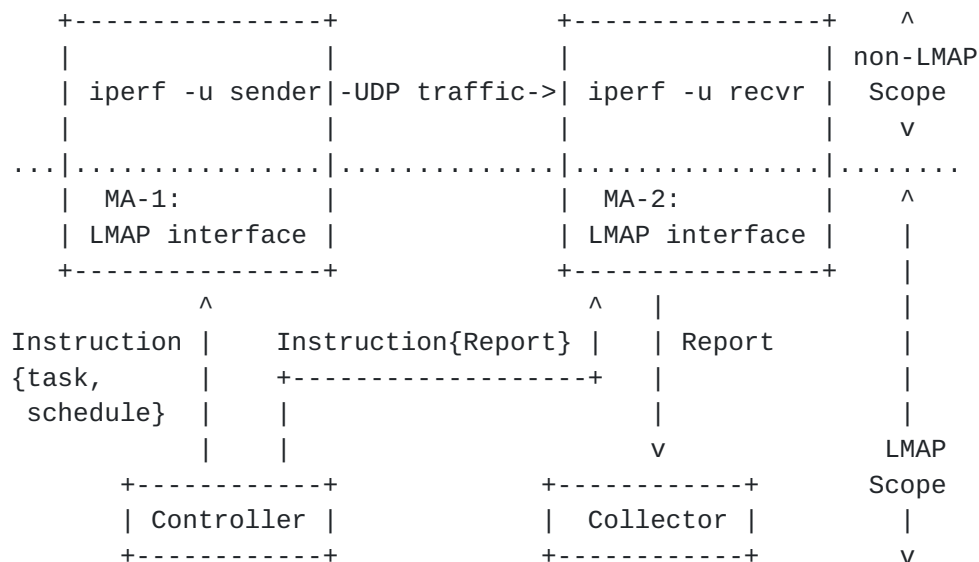 +----------------+               +----------------+    ^
|                |               |                | non-LMAP
| iperf -u sender|-UDP traffic->| iperf -u recvr |  Scope
|                |               |                |    v
...|................|..............|................|........
|  MA-1:         |               |  MA-2:         |    ^
| LMAP interface |               | LMAP interface |    |
+----------------+               +----------------+    |
^                         ^   |                |
Instruction |     Instruction{Report} |   | Report         |
{task,      |    +--------------------+   |                |
schedule}  |    |                        |                |
|    |                        v               LMAP
+------------+              +------------+       Scope
| Controller |              |  Collector |         |
+------------+              +------------+         v